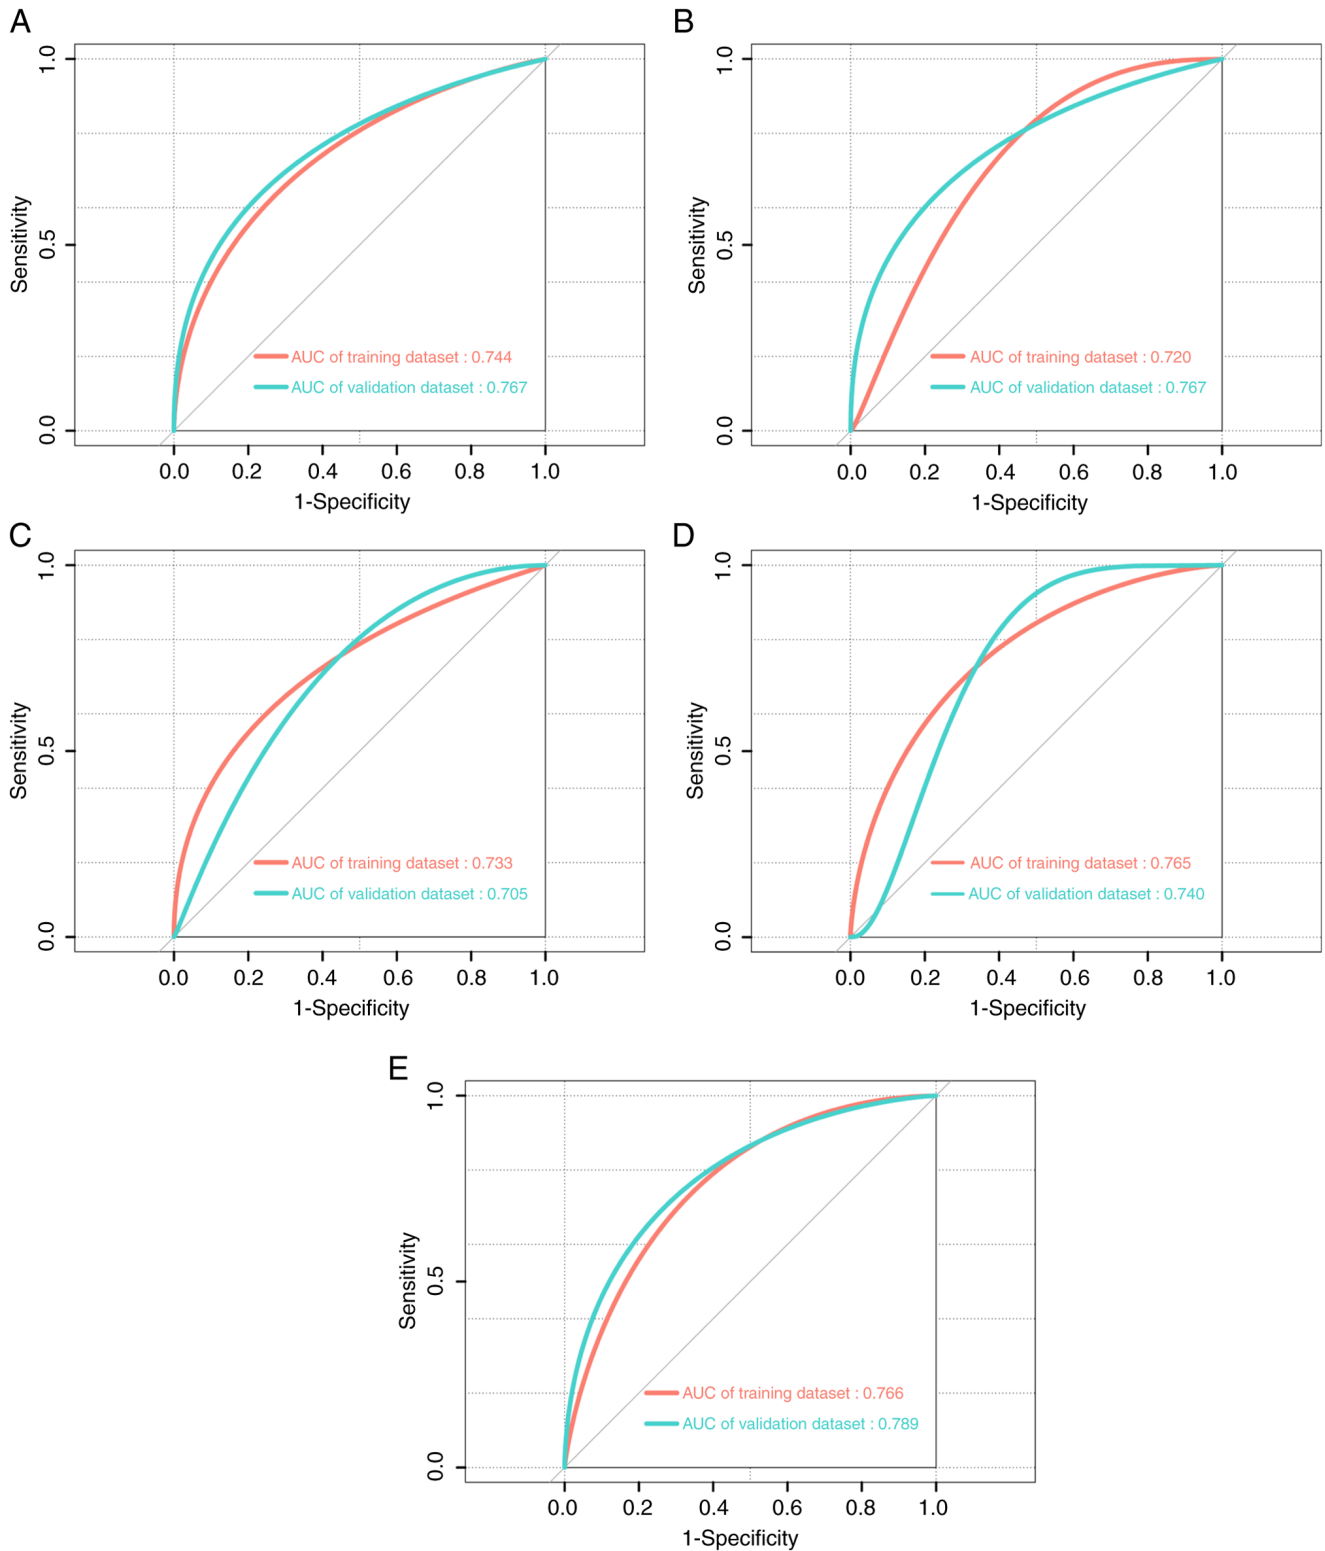 A
1.0
0.5
0.0
Sensitivity
AUC of training dataset : 0.744
AUC of validation dataset : 0.767
0.0 0.2 0.4 0.6 0.8 1.0
1-Specificity
B
1.0
0.5
0.0
Sensitivity
AUC of training dataset : 0.720
AUC of validation dataset : 0.767
0.0 0.2 0.4 0.6 0.8 1.0
1-Specificity
C
1.0
0.5
0.0
Sensitivity
AUC of training dataset : 0.733
AUC of validation dataset : 0.705
0.0 0.2 0.4 0.6 0.8 1.0
1-Specificity
D
1.0
0.5
0.0
Sensitivity
AUC of training dataset : 0.765
AUC of validation dataset : 0.740
0.0 0.2 0.4 0.6 0.8 1.0
1-Specificity
E
1.0
0.5
0.0
Sensitivity
AUC of training dataset : 0.766
AUC of validation dataset : 0.789
0.0 0.2 0.4 0.6 0.8 1.0
1-Specificity